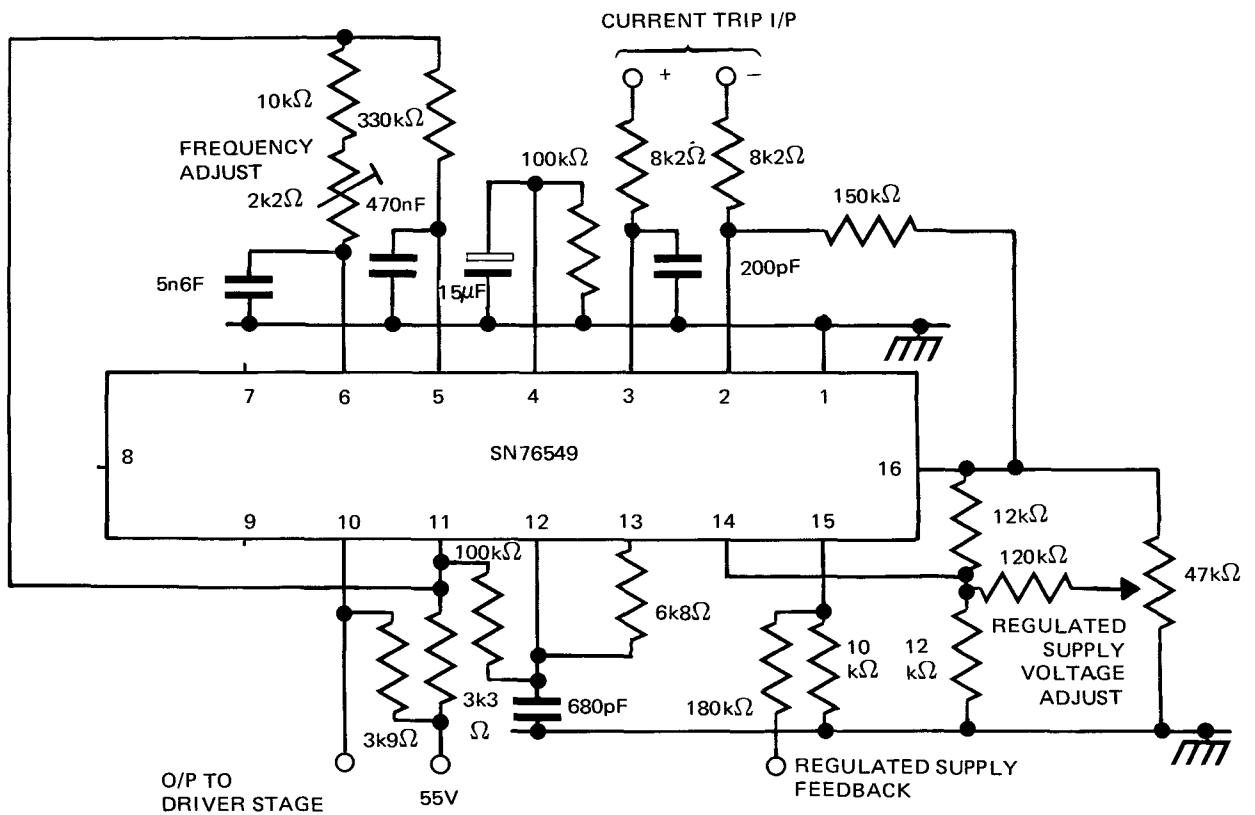 CURRENT TRIP I/P
+
−
10kΩ
330kΩ
FREQUENCY
ADJUST
2k2Ω
470nF
100kΩ
8k2Ω
8k2Ω
150kΩ
5n6F
15μF
200pF
7
6
5
4
3
2
1
8
SN76549
16
9
10
11
12
13
14
15
100kΩ
12kΩ
120kΩ
47kΩ
6k8Ω
REGULATED
SUPPLY
VOLTAGE
ADJUST
10
kΩ
12
kΩ
3k3
Ω
680pF
180kΩ
3k9Ω
O/P TO
DRIVER STAGE
55V
REGULATED SUPPLY
FEEDBACK